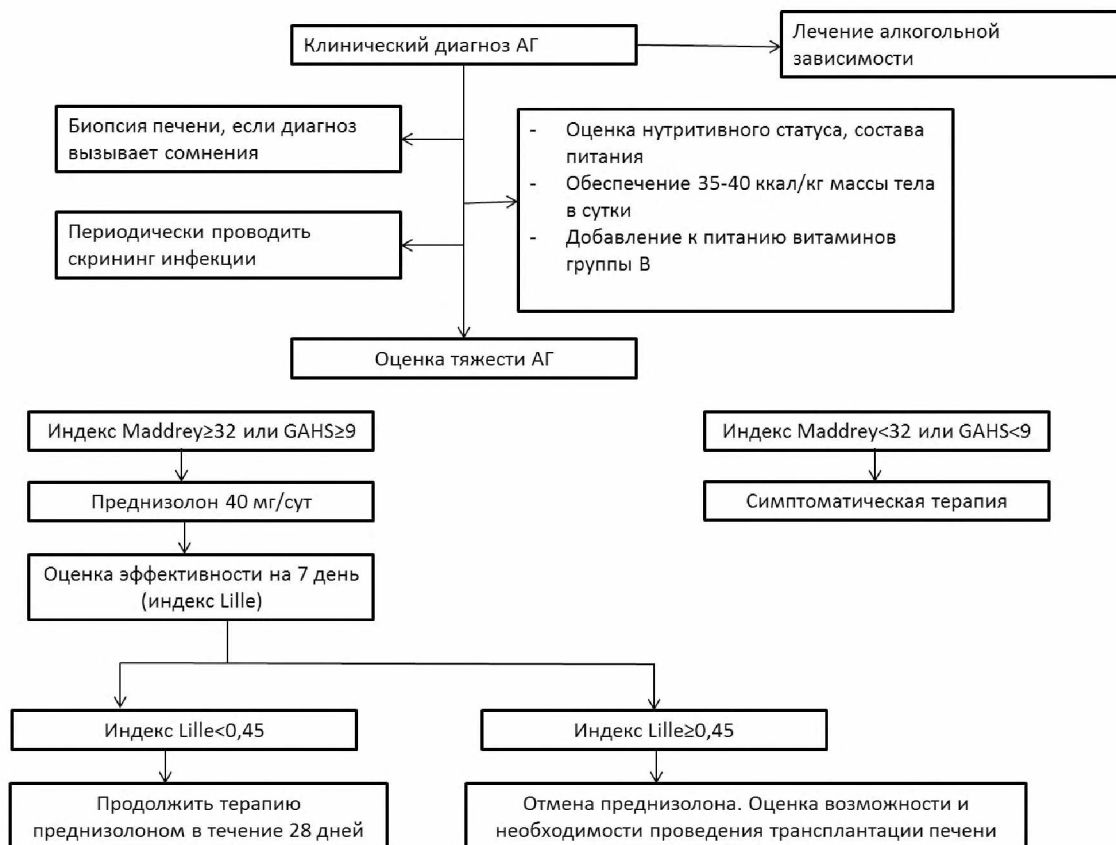 Клинический диагноз АГ
Лечение алкогольной
зависимости
Биопсия печени, если диагноз
вызывает сомнения
- Оценка нутритивного статуса, состава
питания
- Обеспечение 35-40 ккал/кг массы тела
в сутки
- Добавление к питанию витаминов
группы В
Периодически проводить
скрининг инфекции
Оценка тяжести АГ
Индекс Maddrey≥32 или GAHS≥9
Индекс Maddrey<32 или GAHS<9
Преднизолон 40 мг/сут
Симптоматическая терапия
Оценка эффективности на 7 день
(индекс Lille)
Индекс Lille<0,45
Индекс Lille≥0,45
Продолжить терапию
преднизолоном в течение 28 дней
Отмена преднизолона. Оценка возможности и
необходимости проведения трансплантации печени